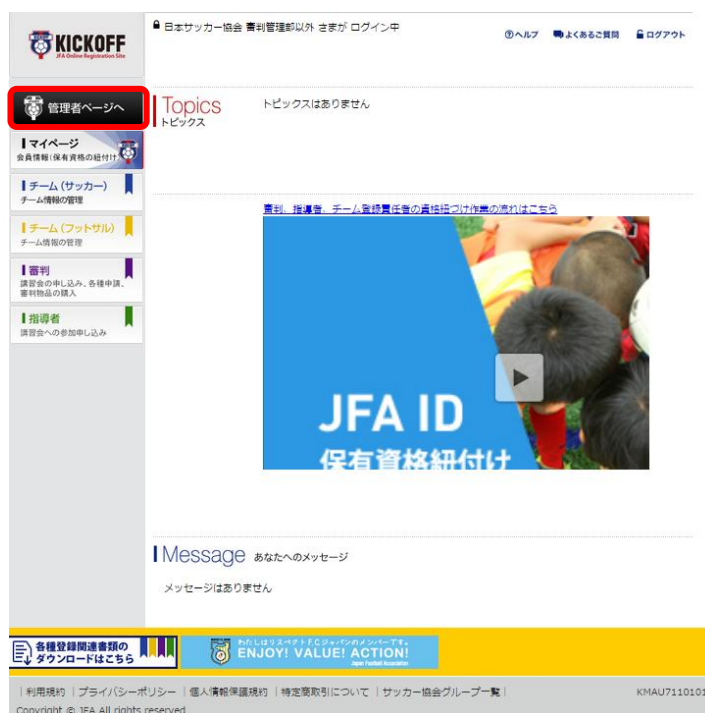 KICKOFF
JFA Online Registration Site
日本サッカー協会 審判管理部以外 さまが ログイン中
?ヘルプ よくあるご質問 ログアウト
管理者ページへ
マイページ
会員情報(保有資格の紐付け)
チーム (サッカー)
チーム情報の管理
チーム (フットサル)
チーム情報の管理
審判
講習会の申し込み、各種申請、
審判物品の購入
指導者
講習会への参加申し込み
Topics
トピックス
トピックスはありません
審判、指導者、チーム登録責任者の資格紐づけ作業の流れはこちら
JFA ID
保有資格紐付け
Message あなたへのメッセージ
メッセージはありません
各種登録関連書類の
ダウンロードはこちら
わたしはリスペクトF.C.ジャパンのメンバーです。
ENJOY! VALUE! ACTION!
Japan Football Association
| 利用規約 | プライバシーポリシー | 個人情報保護規約 | 特定商取引について | サッカー協会グループ一覧 |
KMAU7110101
Copyright © JFA All rights reserved